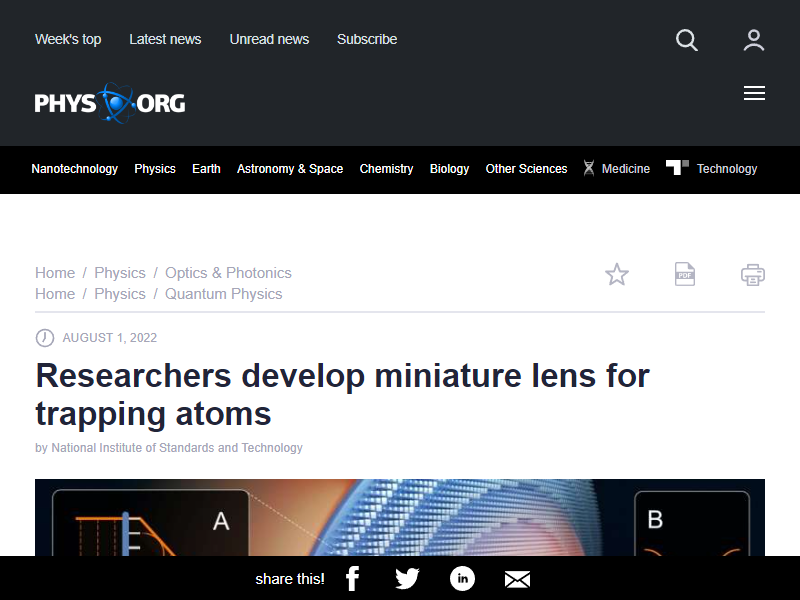 Week's top Latest news Unread news Subscribe
PHYS ORG
Nanotechnology Physics Earth Astronomy & Space Chemistry Biology Other Sciences Medicine Technology
Home / Physics / Optics & Photonics
Home / Physics / Quantum Physics
PDF
AUGUST 1, 2022
Researchers develop miniature lens for
trapping atoms
by National Institute of Standards and Technology
A
B
share this!